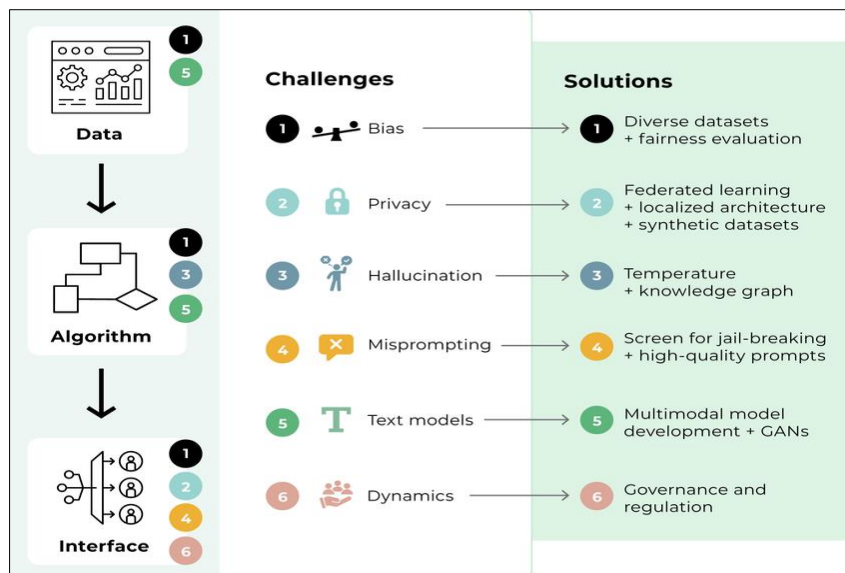 1
5
Data
1
3
5
Algorithm
1
2
4
6
Interface
Challenges
1 Bias
2 Privacy
3 Hallucination
4 Misprompting
5 T Text models
6 Dynamics
Solutions
1 Diverse datasets
+ fairness evaluation
2 Federated learning
+ localized architecture
+ synthetic datasets
3 Temperature
+ knowledge graph
4 Screen for jail-breaking
+ high-quality prompts
5 Multimodal model
development + GANs
6 Governance and
regulation